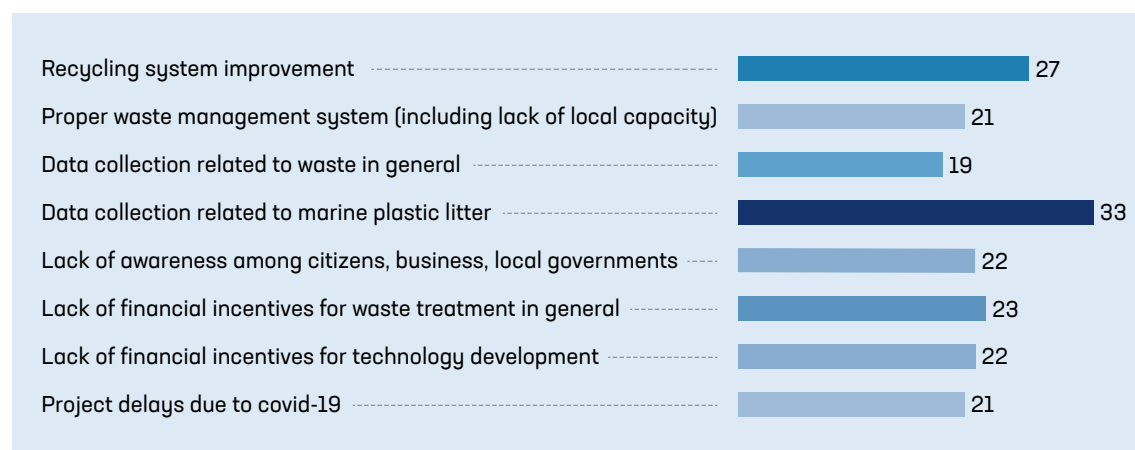 Recycling system improvement 27
Proper waste management system (including lack of local capacity) 21
Data collection related to waste in general 19
Data collection related to marine plastic litter 33
Lack of awareness among citizens, business, local governments 22
Lack of financial incentives for waste treatment in general 23
Lack of financial incentives for technology development 22
Project delays due to covid-19 21